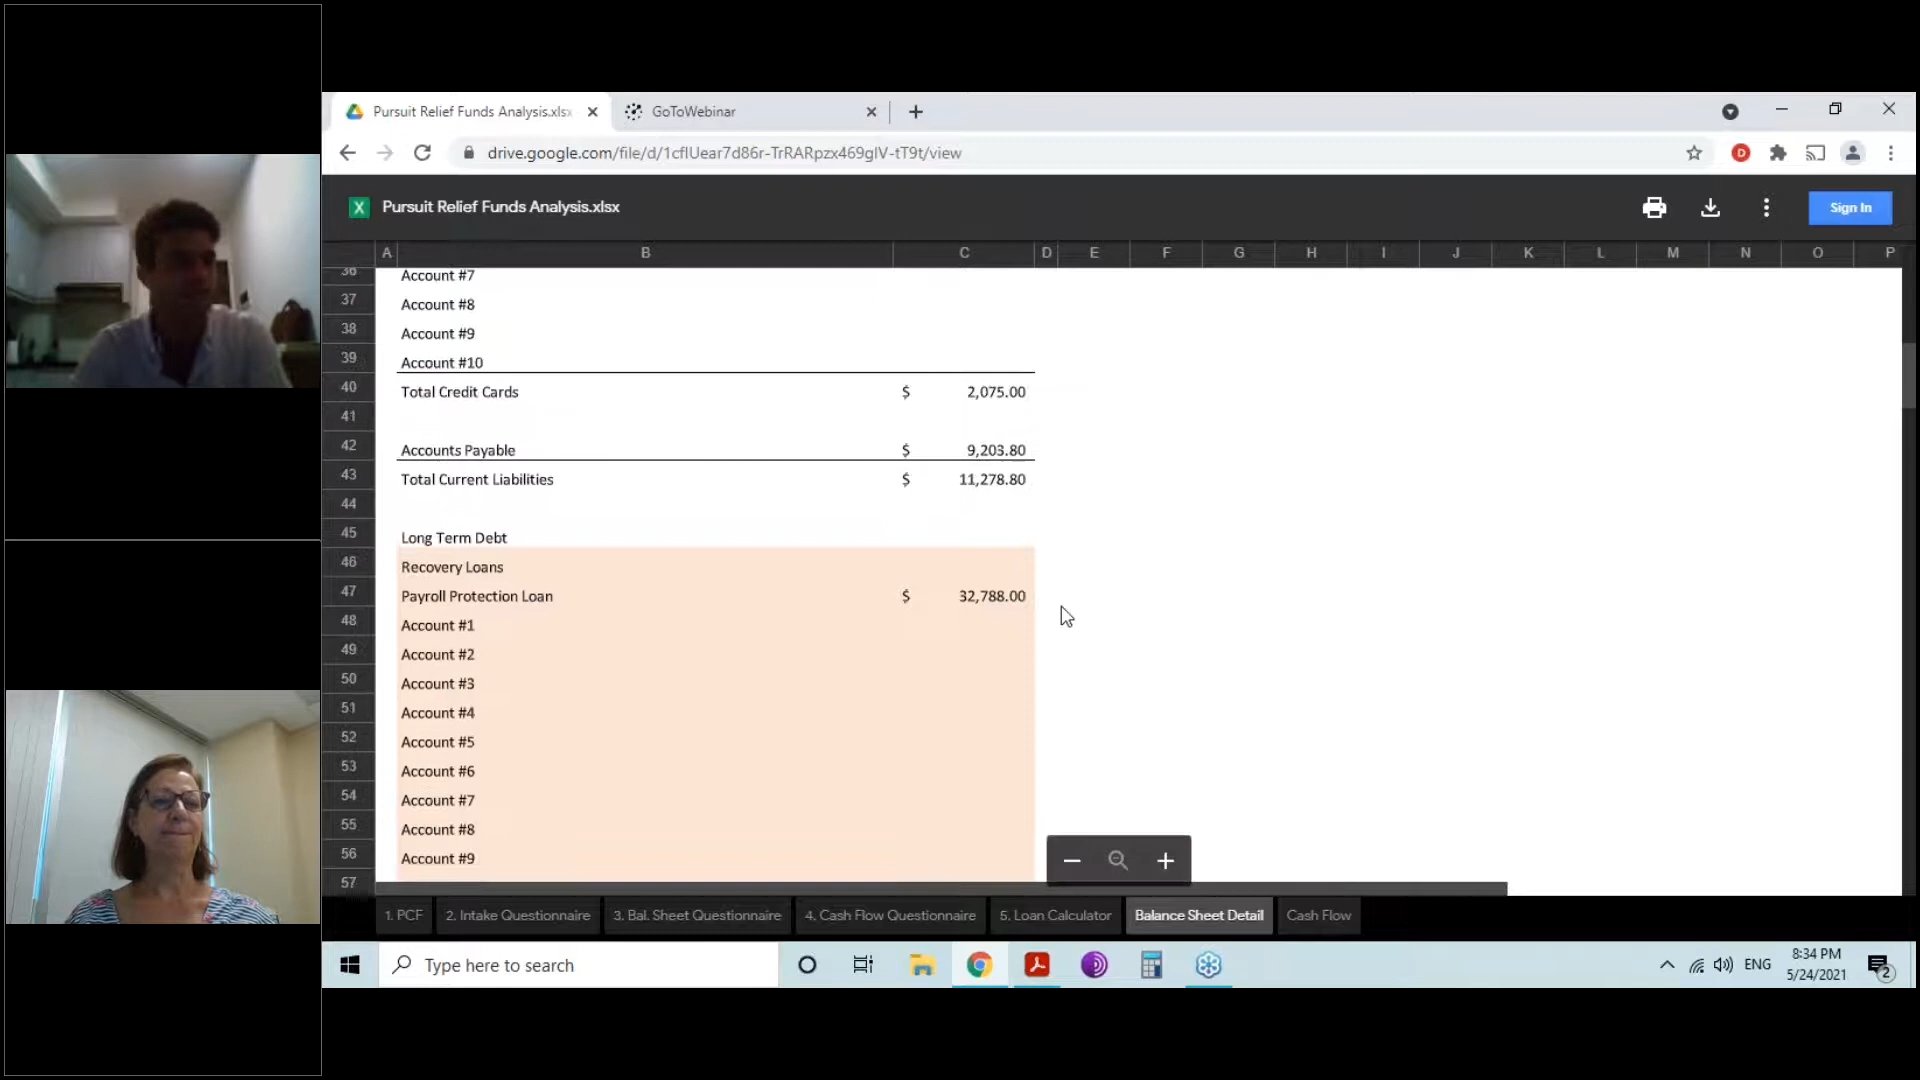 Pursuit Relief Funds Analysis.xlsx
GoToWebinar
drive.google.com/file/d/1cflUear7d86r-TrRARpzx469glV-tT9t/view
D
X Pursuit Relief Funds Analysis.xlsx
Sign In
A B C D E F G H I J K L M N O P
36 Account #7
37 Account #8
38 Account #9
39 Account #10
40 Total Credit Cards $ 2,075.00
41
42 Accounts Payable $ 9,203.80
43 Total Current Liabilities $ 11,278.80
44
45 Long Term Debt
46 Recovery Loans
47 Payroll Protection Loan $ 32,788.00
48 Account #1
49 Account #2
50 Account #3
51 Account #4
52 Account #5
53 Account #6
54 Account #7
55 Account #8
56 Account #9
57
1. PCF 2. Intake Questionnaire 3. Bal. Sheet Questionnaire 4. Cash Flow Questionnaire 5. Loan Calculator Balance Sheet Detail Cash Flow
Type here to search
ENG
8:34 PM
5/24/2021
2